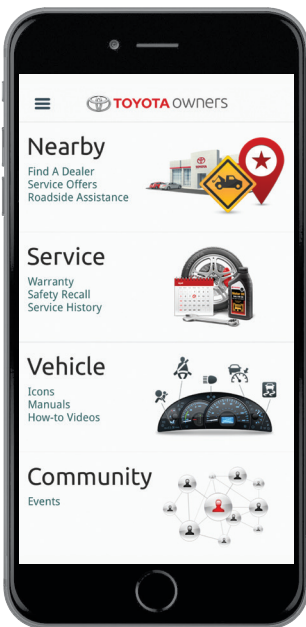 TOYOTA OWNERS
Nearby
Find A Dealer
Service Offers
Roadside Assistance
Service
Warranty
Safety Recall
Service History
Vehicle
Icons
Manuals
How-to Videos
Community
Events